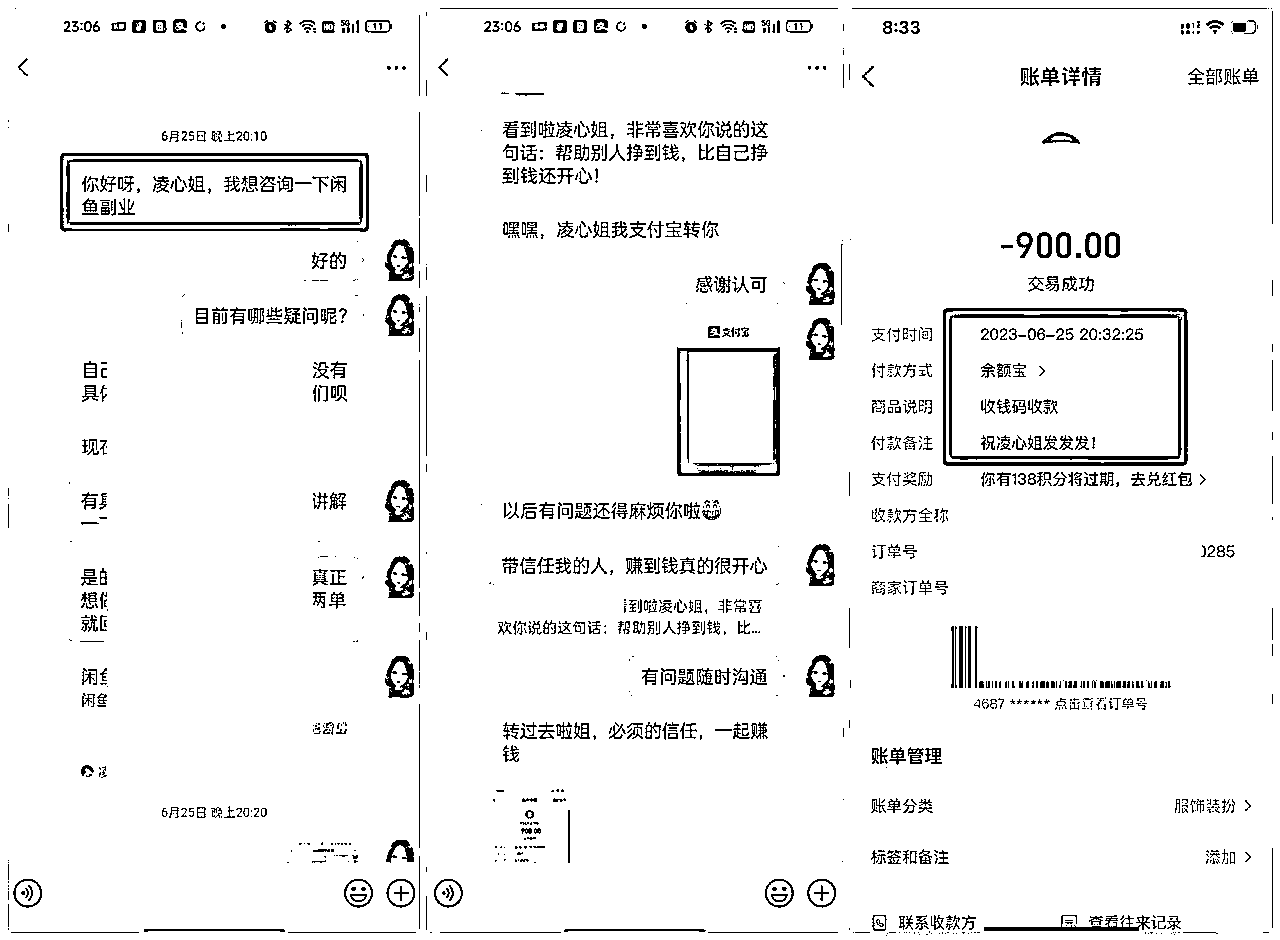 23:06
6月25日 晚上20:10
你好呀，凌心姐，我想咨询一下闲
鱼副业
好的
目前有哪些疑问呢？
自己
没有
具体
们呗
现在
有具
讲解
一下
是的
真正
想做
两单
就回
闲鱼
闲鱼
6月25日 晚上20:20
23:06
看到啦凌心姐，非常喜欢你说的这
句话：帮助别人挣到钱，比自己挣
到钱还开心！
嘿嘿，凌心姐我支付宝转你
感谢认可
支付宝
以后有问题还得麻烦你啦
带信任我的人，赚到钱真的很开心
到啦凌心姐，非常喜
欢你说的这句话：帮助别人挣到钱，比...
有问题随时沟通
转过去啦姐，必须的信任，一起赚
钱
8:33
账单详情
全部账单
-900.00
交易成功
支付时间 2023-06-25 20:32:25
付款方式 余额宝 >
商品说明 收钱码收款
付款备注 祝凌心姐发发发！
支付奖励 你有138积分将过期，去兑红包 >
收款方全称
订单号 0285
商家订单号
4687 ****** 点击查看订单号
账单管理
账单分类 服饰装扮 >
标签和备注 添加 >
联系收款方 查看往来记录